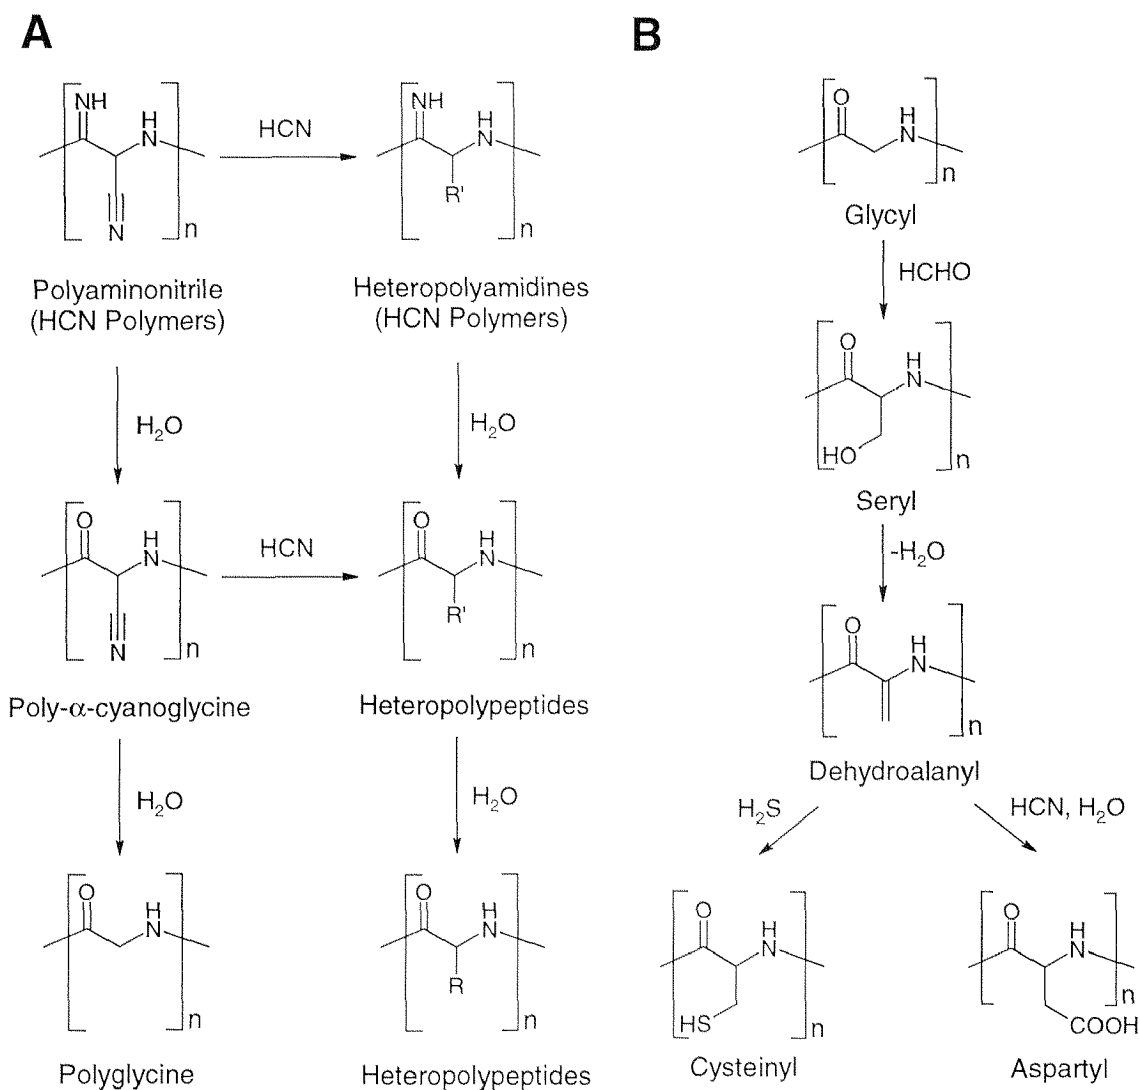 A
B
NH
H
N
N
n
HCN
NH
H
N
R'
n
Polyaminonitrile
(HCN Polymers)
Heteropolyamidines
(HCN Polymers)
H₂O
H₂O
O
H
N
N
n
HCN
O
H
N
R'
n
Poly-α-cyanoglycine
Heteropolypeptides
H₂O
H₂O
O
H
N
n
O
H
N
R
n
Polyglycine
Heteropolypeptides
O
H
N
n
Glycyl
HCHO
O
H
N
HO
n
Seryl
-H₂O
O
H
N
n
Dehydroalanyl
H₂S
HCN, H₂O
O
H
N
HS
n
Cysteinyl
O
H
N
n
COOH
Aspartyl